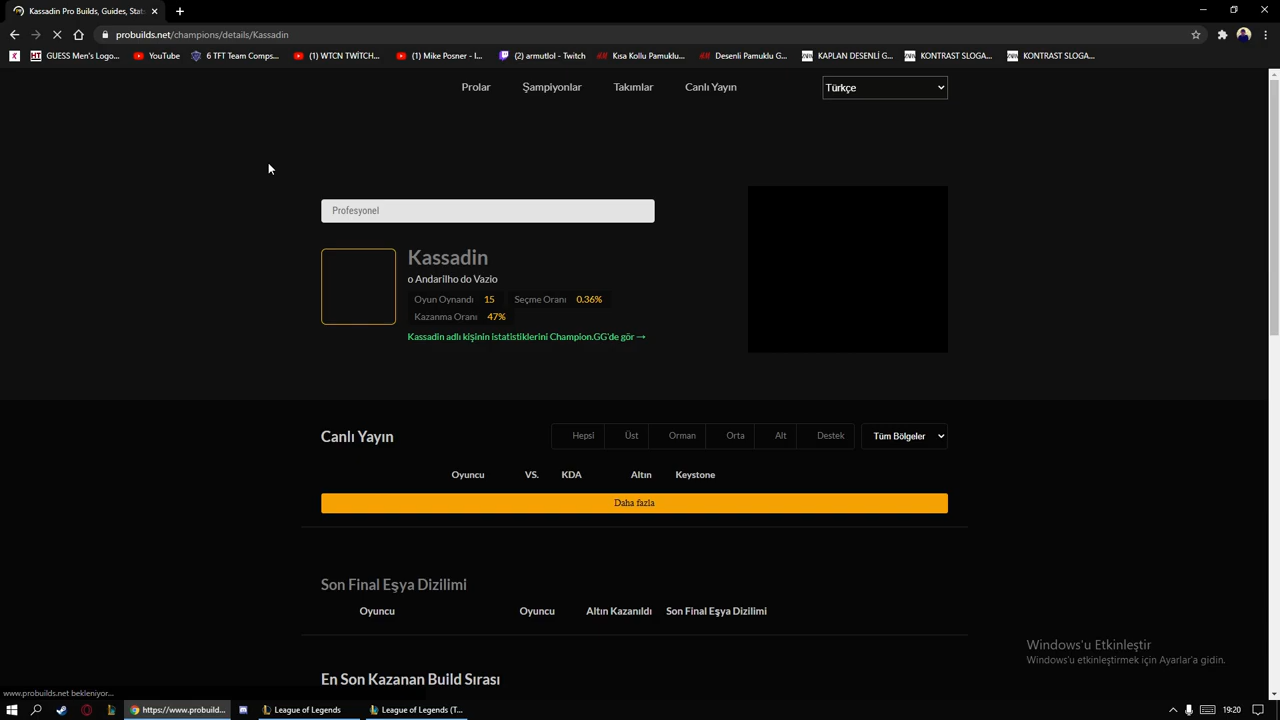 Kassadin Pro Builds, Guides, Stat
probuilds.net/champions/details/Kassadin
GUESS Men's Logo...
YouTube
6 TFT Team Comps...
(1) WTCN TWİTCH...
(1) Mike Posner - I...
(2) armutlol - Twitch
Kısa Kollu Pamuklu...
Desenli Pamuklu G...
KAPLAN DESENLİ G...
KONTRAST SLOGA...
KONTRAST SLOGA...
Prolar
Şampiyonlar
Takımlar
Canlı Yayın
Türkçe
Profesyonel
Kassadin
o Andarilho do Vazio
Oyun Oynandı 15 Seçme Oranı 0.36%
Kazanma Oranı 47%
Kassadin adlı kişinin istatistiklerini Champion.GG'de gör →
Canlı Yayın
Hepsi
Üst
Orman
Orta
Alt
Destek
Tüm Bölgeler
Oyuncu VS. KDA Altın Keystone
Daha fazla
Son Final Eşya Dizilimi
Oyuncu Oyuncu Altın Kazanıldı Son Final Eşya Dizilimi
En Son Kazanan Build Sırası
Windows'u Etkinleştir
Windows'u etkinleştirmek için Ayarlar'a gidin.
www.probuilds.net bekleniyor...
https://www.probuild...
League of Legends
League of Legends (T...
19:20